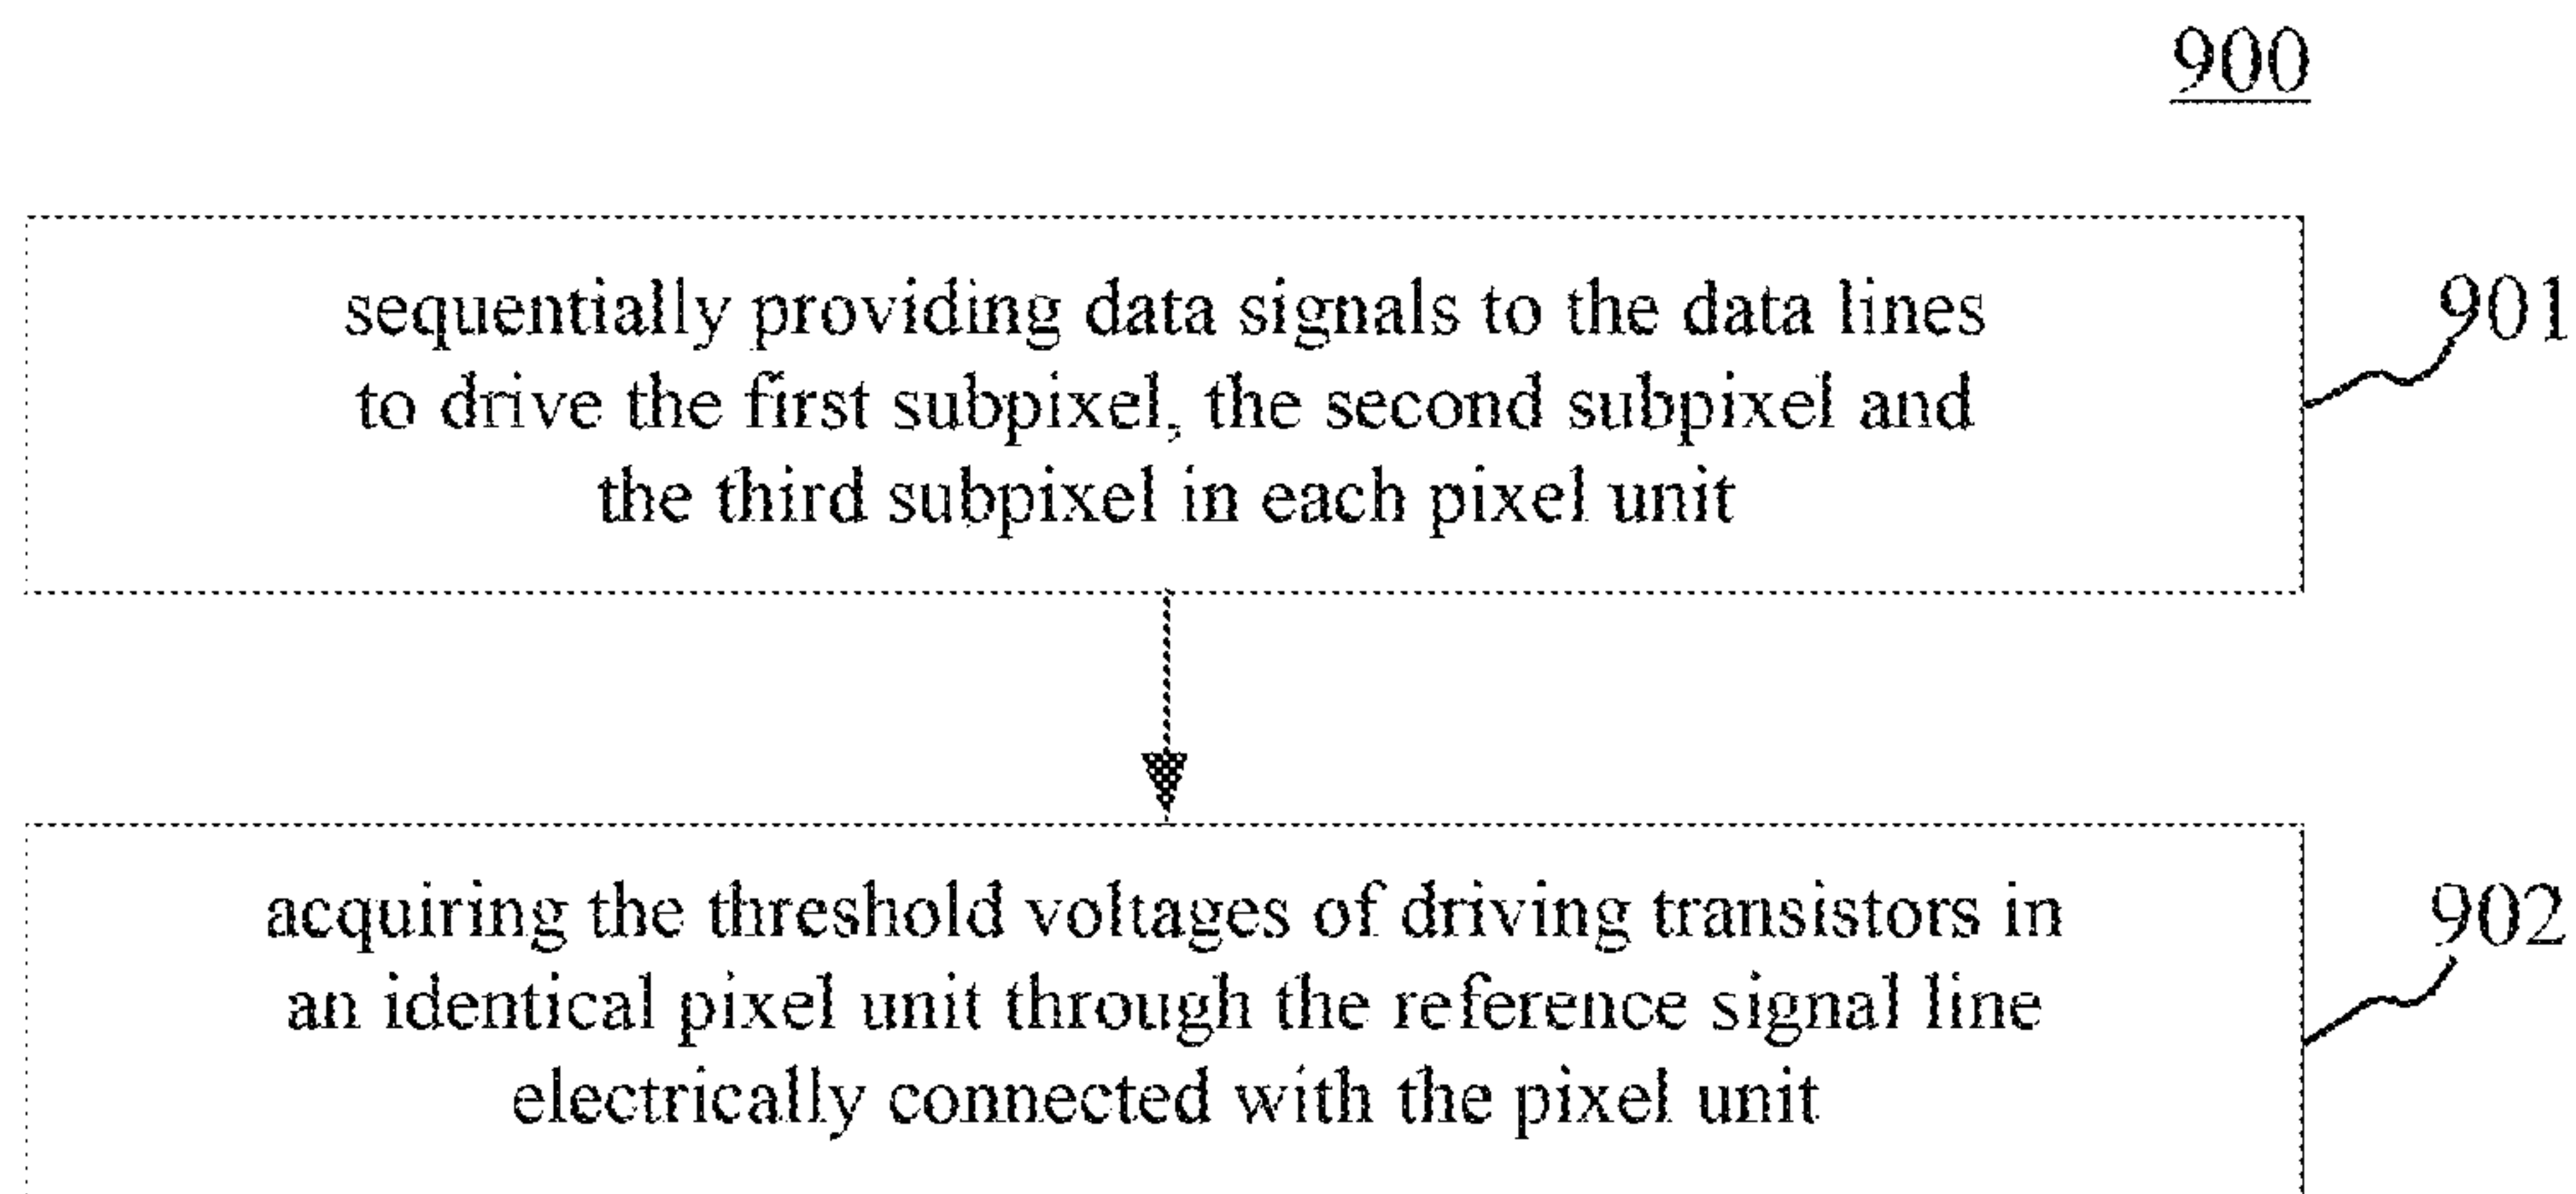 900
sequentially providing data signals to the data lines
to drive the first subpixel, the second subpixel and
the third subpixel in each pixel unit
901
acquiring the threshold voltages of driving transistors in
an identical pixel unit through the reference signal line
electrically connected with the pixel unit
902